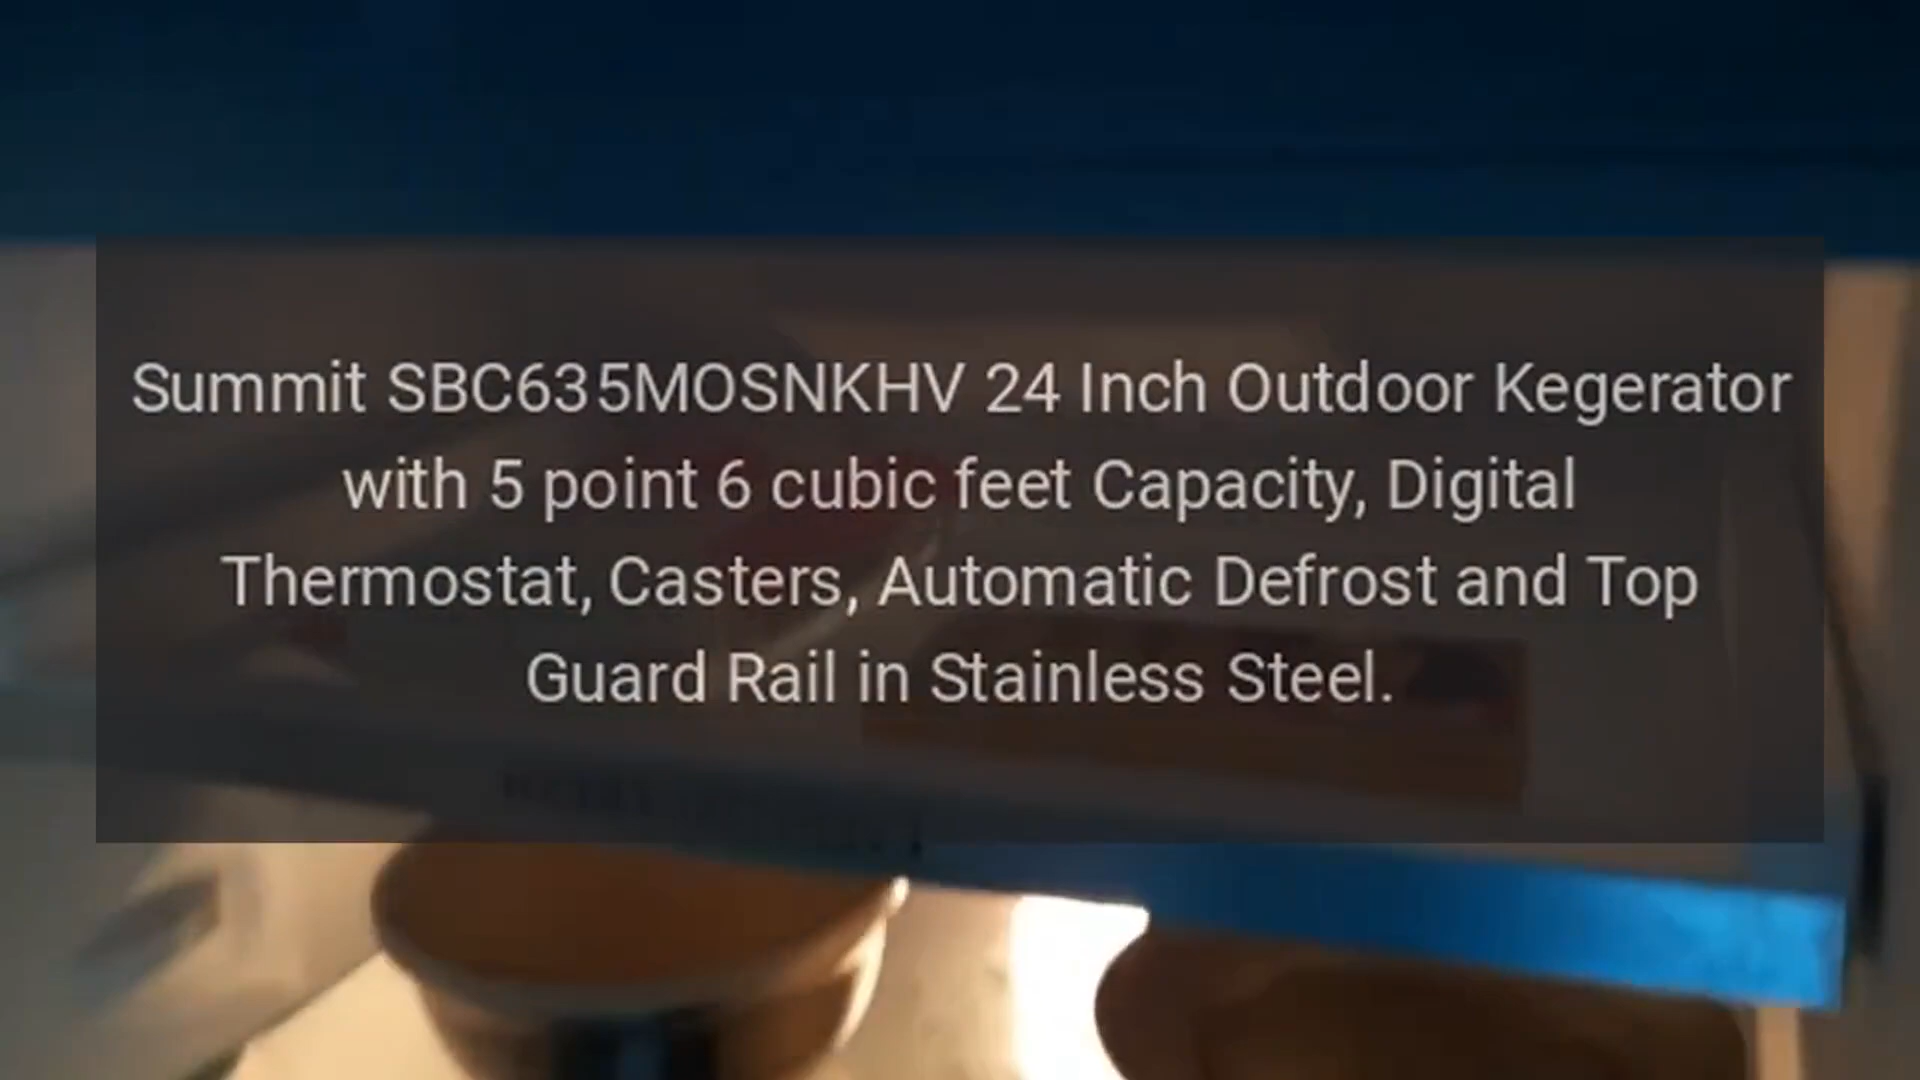 Summit SBC635MOSNKHV 24 Inch Outdoor Kegerator
with 5 point 6 cubic feet Capacity, Digital
Thermostat, Casters, Automatic Defrost and Top
Guard Rail in Stainless Steel.